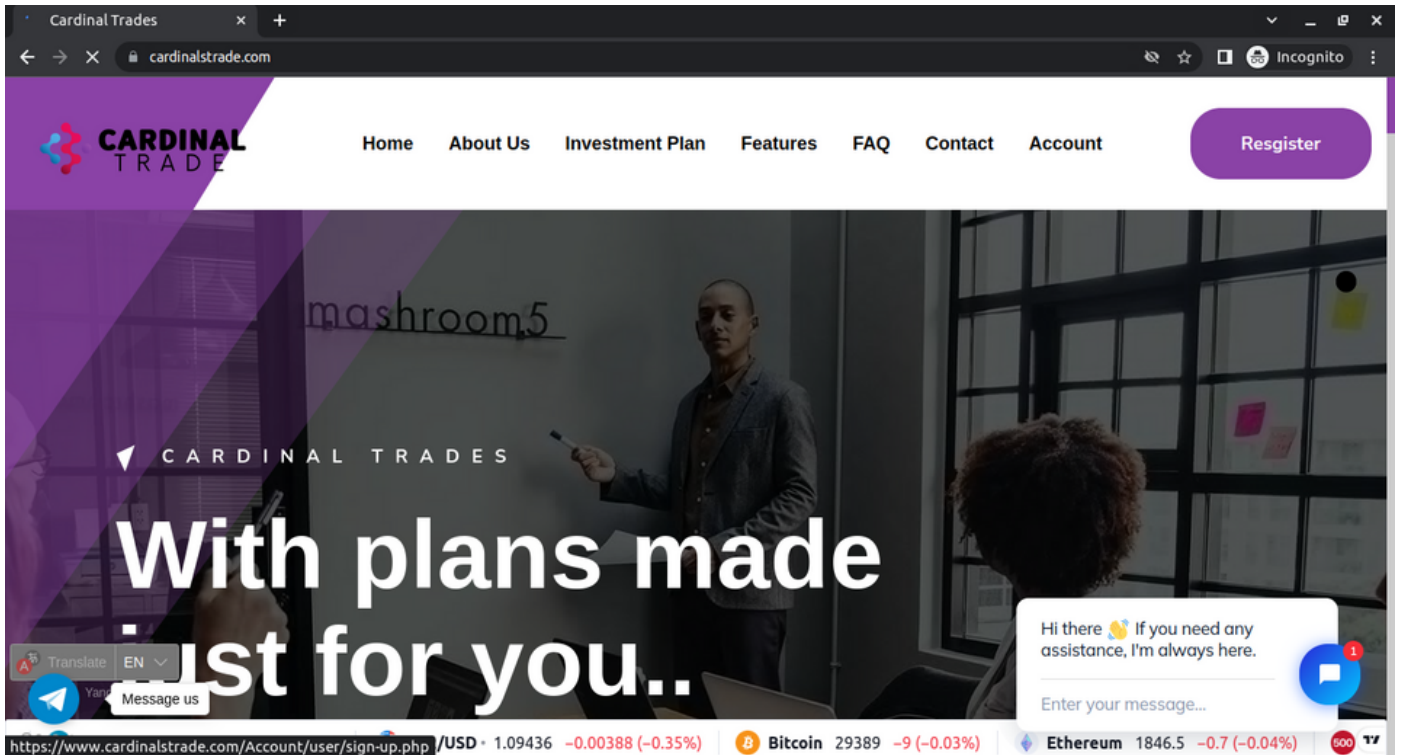 Cardinal Trades
cardinalstrade.com
Incognito
CARDINAL
TRADE
Home
About Us
Investment Plan
Features
FAQ
Contact
Account
Resgister
mashroom5
CARDINAL TRADES
With plans made
just for you..
Hi there 👋 If you need any
assistance, I'm always here.
Enter your message...
1
Translate
EN
Message us
/USD · 1.09436 −0.00388 (−0.35%)
Bitcoin 29389 −9 (−0.03%)
Ethereum 1846.5 −0.7 (−0.04%)
500
https://www.cardinalstrade.com/Account/user/sign-up.php